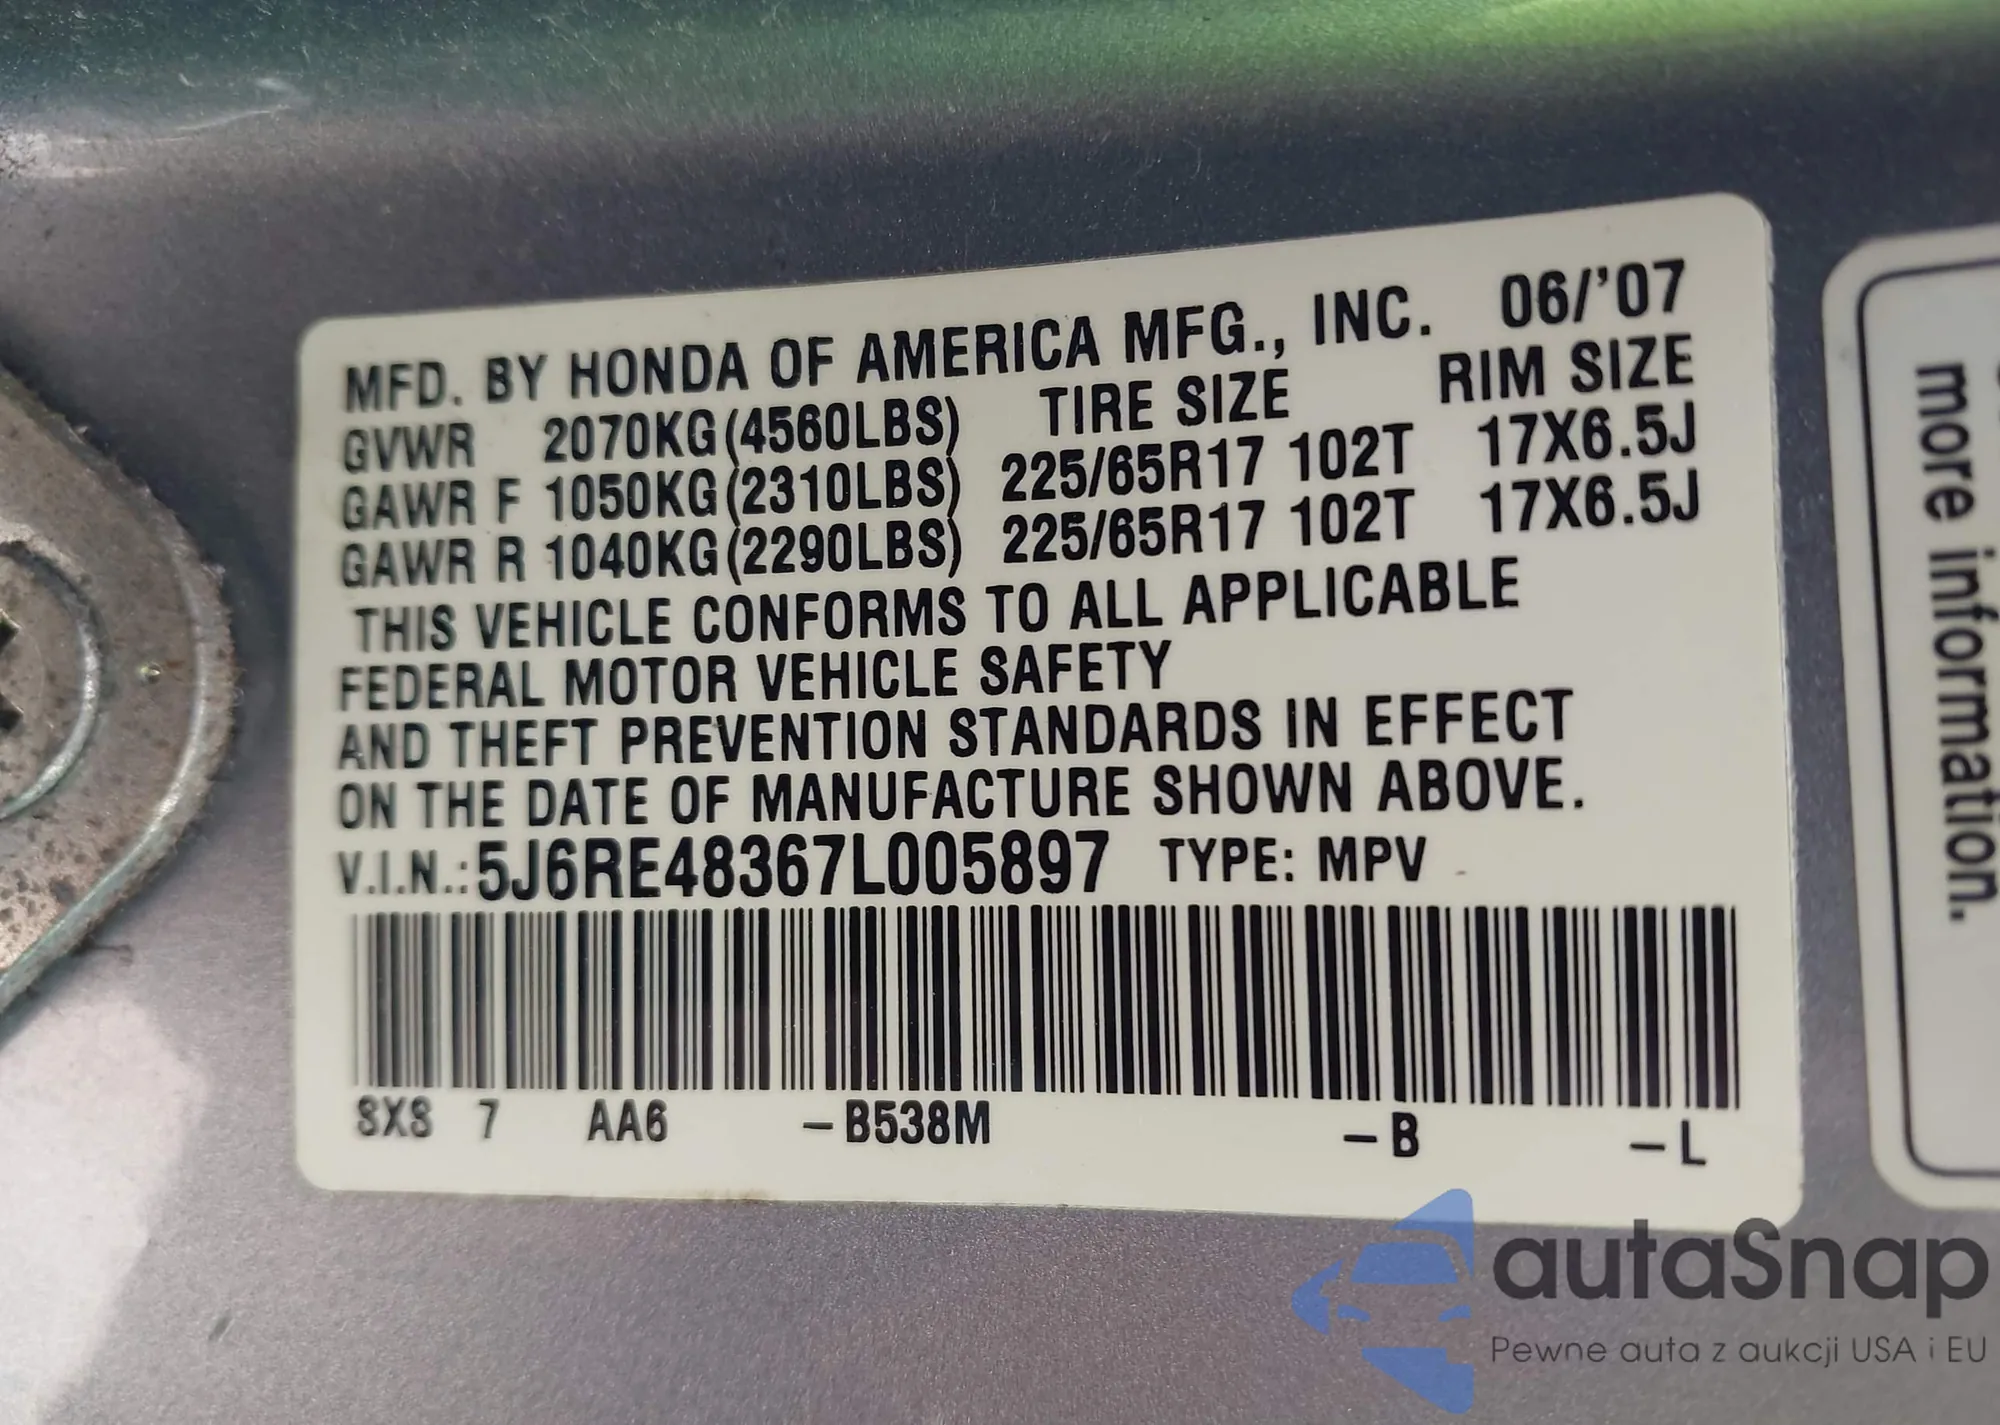 MFD. BY HONDA OF AMERICA MFG., INC. 06/'07
GVWR 2070KG(4560LBS) TIRE SIZE RIM SIZE
GAWR F 1050KG(2310LBS) 225/65R17 102T 17X6.5J
GAWR R 1040KG(2290LBS) 225/65R17 102T 17X6.5J
THIS VEHICLE CONFORMS TO ALL APPLICABLE
FEDERAL MOTOR VEHICLE SAFETY
AND THEFT PREVENTION STANDARDS IN EFFECT
ON THE DATE OF MANUFACTURE SHOWN ABOVE.
V.I.N.:5J6RE48367L005897 TYPE: MPV
SXS 7 AA6 –B538M –B –L
more information.
autaSnap
Pewne auta z aukcji USA i EU